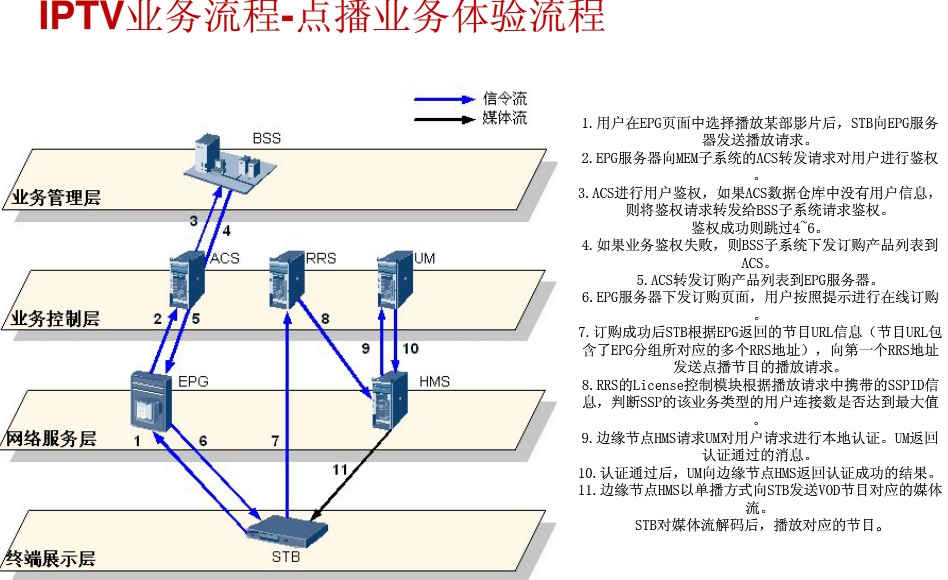 IPTV业务流程-点播业务体验流程
信令流
媒体流
BSS
业务管理层
3
4
ACS
RRS
UM
业务控制层
2
5
8
9
10
EPG
HMS
网络服务层
1
6
7
11
STB
终端展示层
1.用户在EPG页面中选择播放某部影片后，STB向EPG服务
器发送播放请求。
2.EPG服务器向MEM子系统的ACS转发请求对用户进行鉴权
。
3.ACS进行用户鉴权，如果ACS数据仓库中没有用户信息，
则将鉴权请求转发给BSS子系统请求鉴权。
鉴权成功则跳过4~6。
4.如果业务鉴权失败，则BSS子系统下发订购产品列表到
ACS。
5.ACS转发订购产品列表到EPG服务器。
6.EPG服务器下发订购页面，用户按照提示进行在线订购
。
7.订购成功后STB根据EPG返回的节目URL信息（节目URL包
含了EPG分组所对应的多个RRS地址），向第一个RRS地址
发送点播节目的播放请求。
8.RRS的License控制模块根据播放请求中携带的SSPID信
息，判断SSP的该业务类型的用户连接数是否达到最大值
。
9.边缘节点HMS请求UM对用户请求进行本地认证。UM返回
认证通过的消息。
10.认证通过后，UM向边缘节点HMS返回认证成功的结果。
11.边缘节点HMS以单播方式向STB发送VOD节目对应的媒体
流。
STB对媒体流解码后，播放对应的节目。